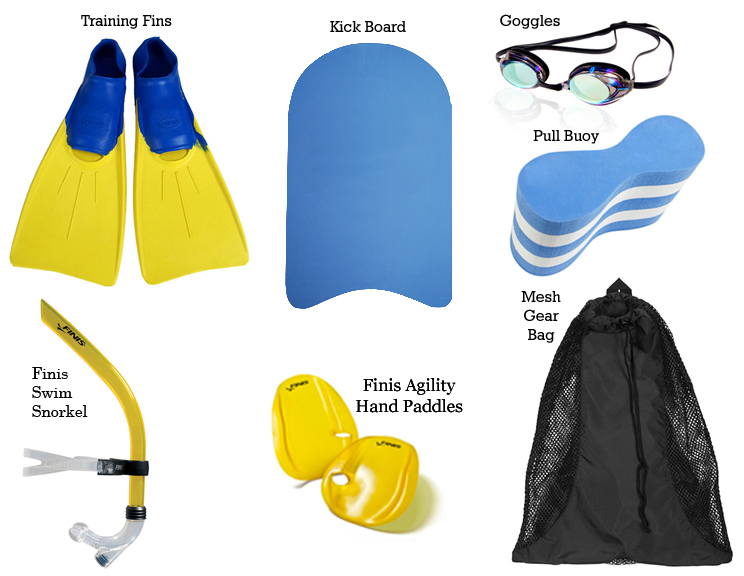 Training Fins
Kick Board
Goggles
Pull Buoy
Mesh
Gear
Bag
Finis
Swim
Snorkel
FINIS
Finis Agility
Hand Paddles
FINIS
FINIS